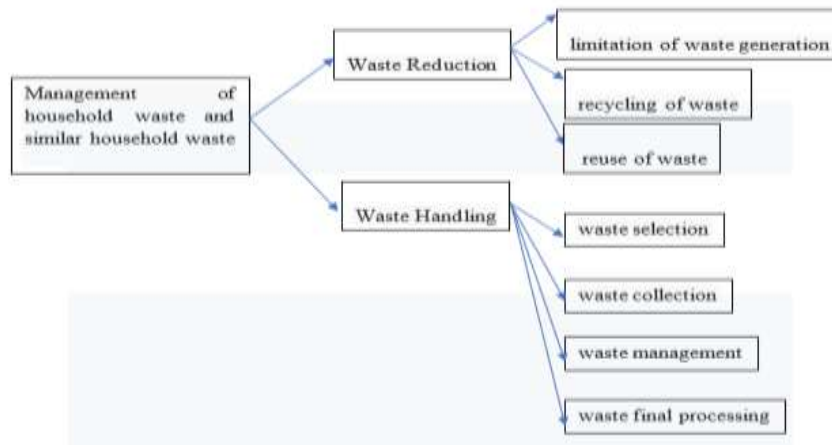 Management of
household waste and
similar household waste
Waste Reduction
limitation of waste generation
recycling of waste
reuse of waste
Waste Handling
waste selection
waste collection
waste management
waste final processing